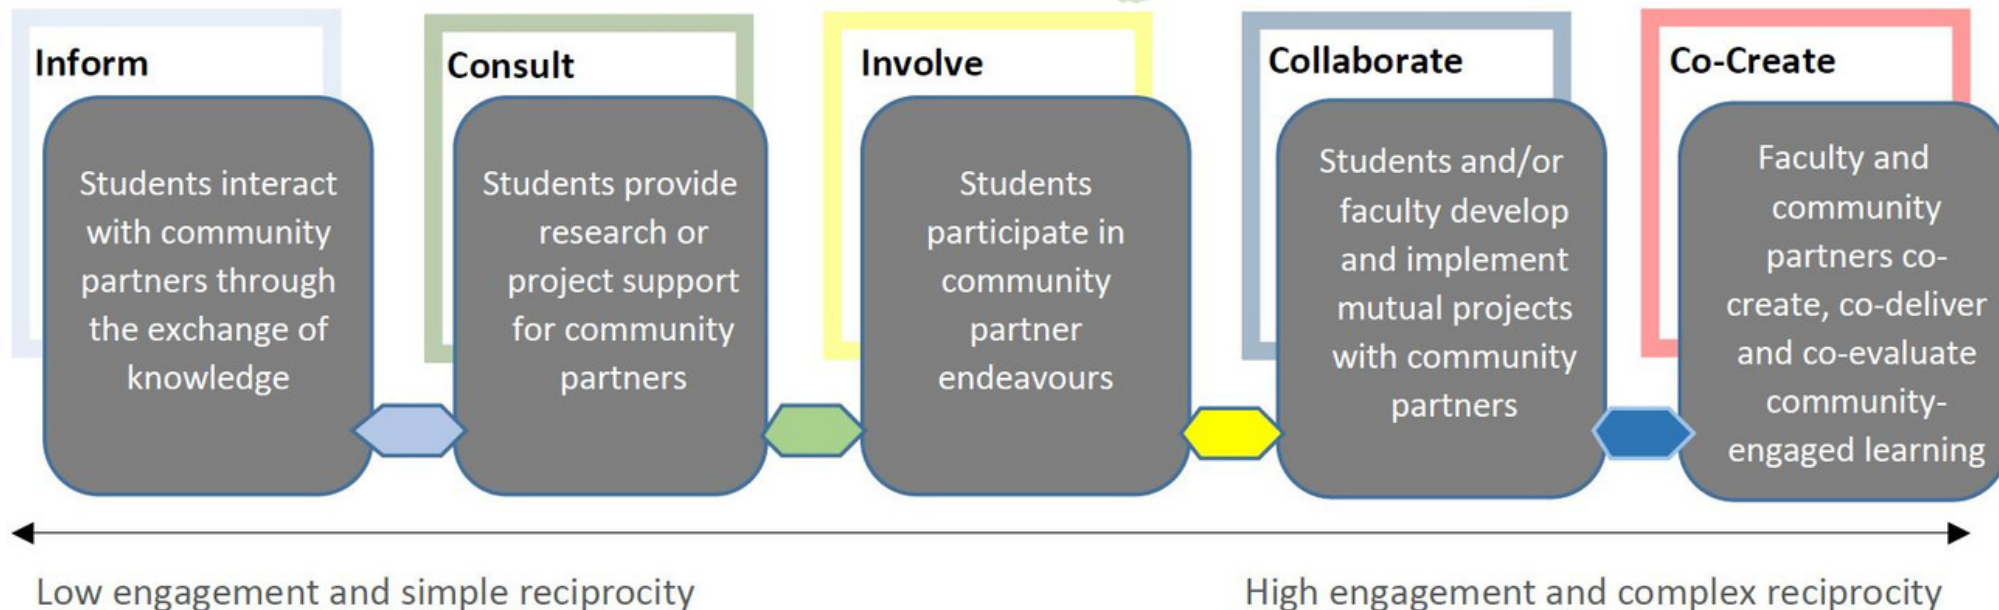 Inform
Students interact
with community
partners through
the exchange of
knowledge
Consult
Students provide
research or
project support
for community
partners
Involve
Students
participate in
community
partner
endeavours
Collaborate
Students and/or
faculty develop
and implement
mutual projects
with community
partners
Co-Create
Faculty and
community
partners co-
create, co-deliver
and co-evaluate
community-
engaged learning
Low engagement and simple reciprocity
High engagement and complex reciprocity